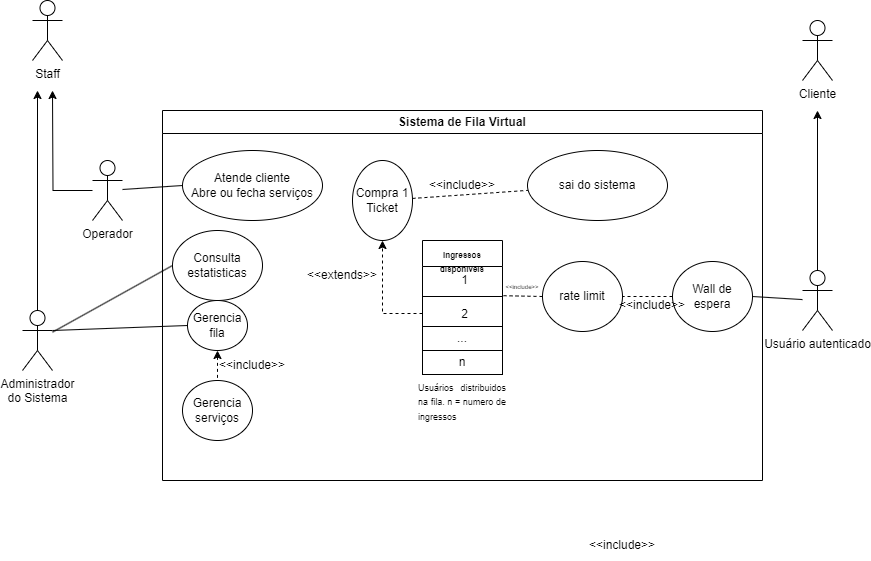 Staff
Cliente
Sistema de Fila Virtual
Atende cliente
Abre ou fecha serviços
Compra 1
Ticket
<<include>>
sai do sistema
Operador
Consulta
estatisticas
<<extends>>
Ingressos
disponíveis
1
2
...
n
<<include>>
rate limit
<<include>>
Wall de
espera
Usuário autenticado
Gerencia
fila
<<include>>
Gerencia
serviços
Administrador
do Sistema
Usuários distribuidos
na fila. n = numero de
ingressos
<<include>>